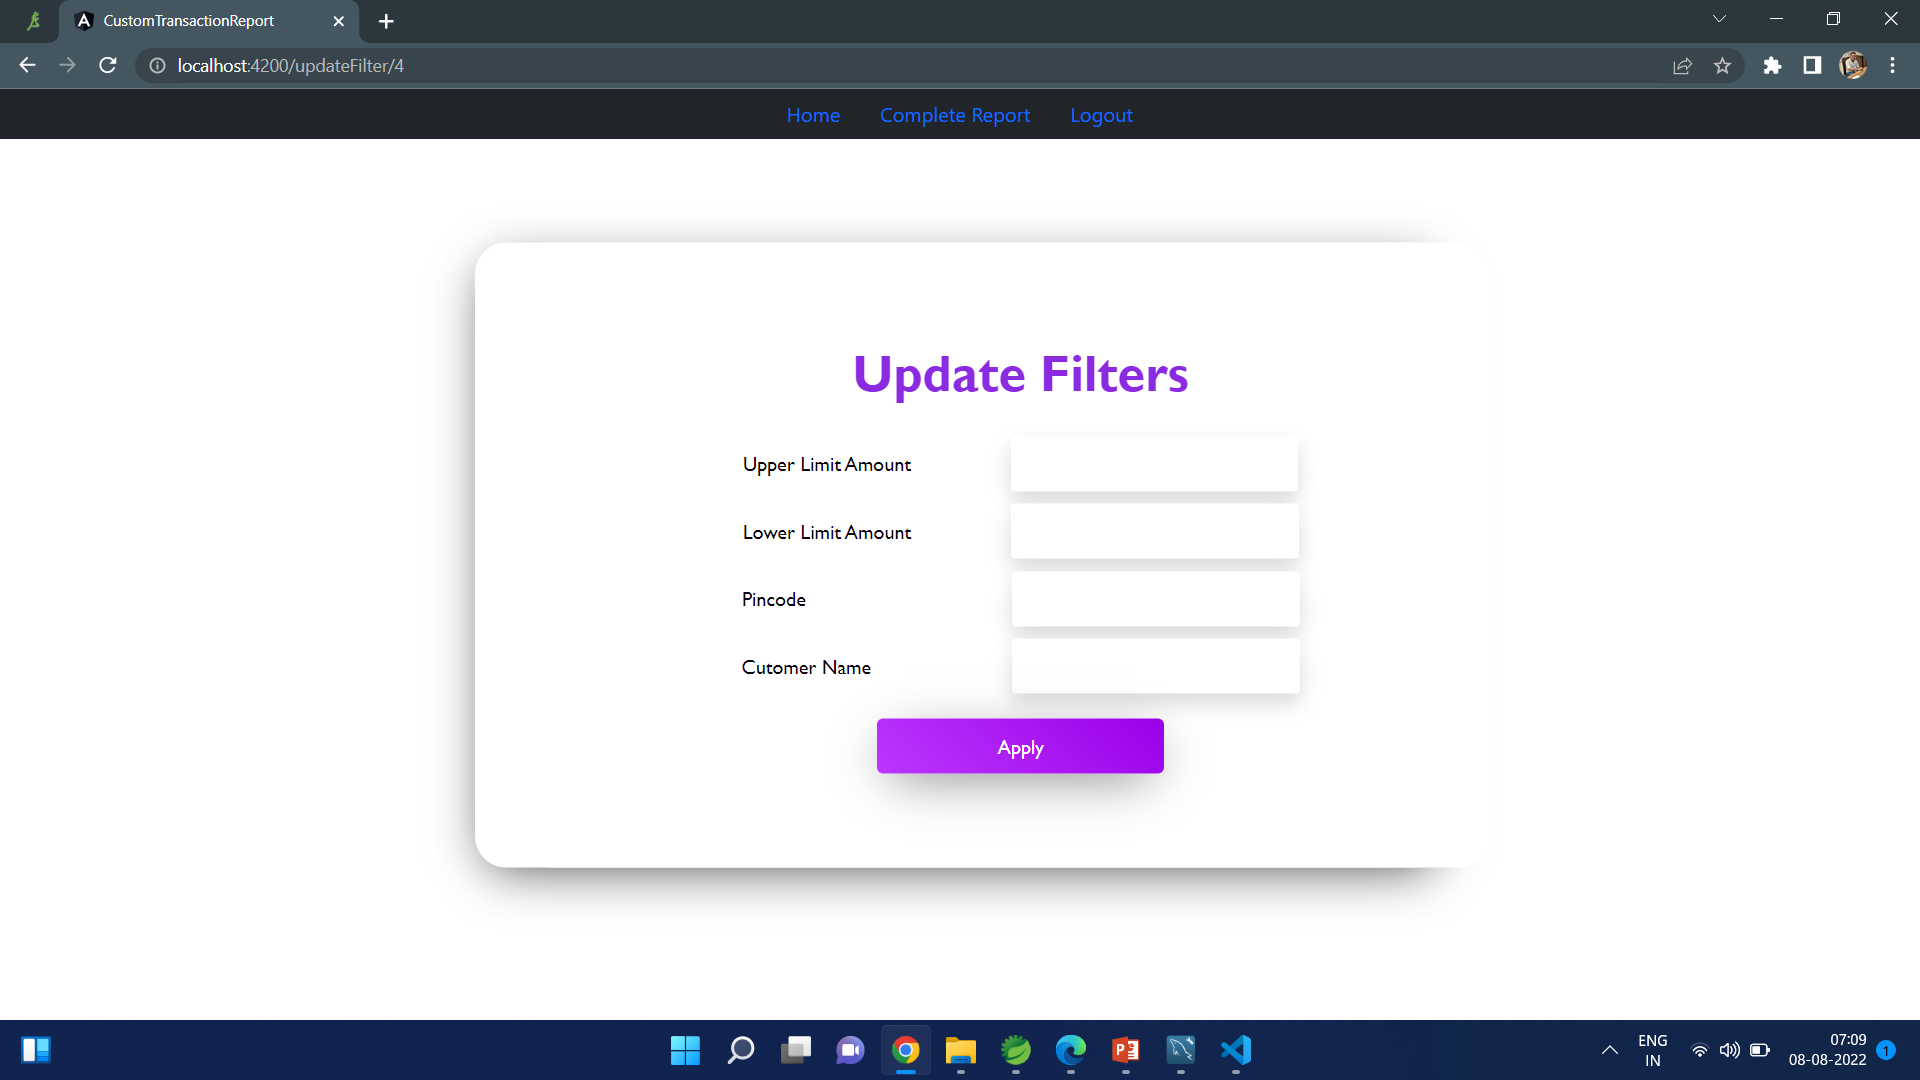 CustomTransactionReport
localhost:4200/updateFilter/4
Home Complete Report Logout
Update Filters
Upper Limit Amount
Lower Limit Amount
Pincode
Cutomer Name
Apply
ENG
IN
07:09
08-08-2022
1